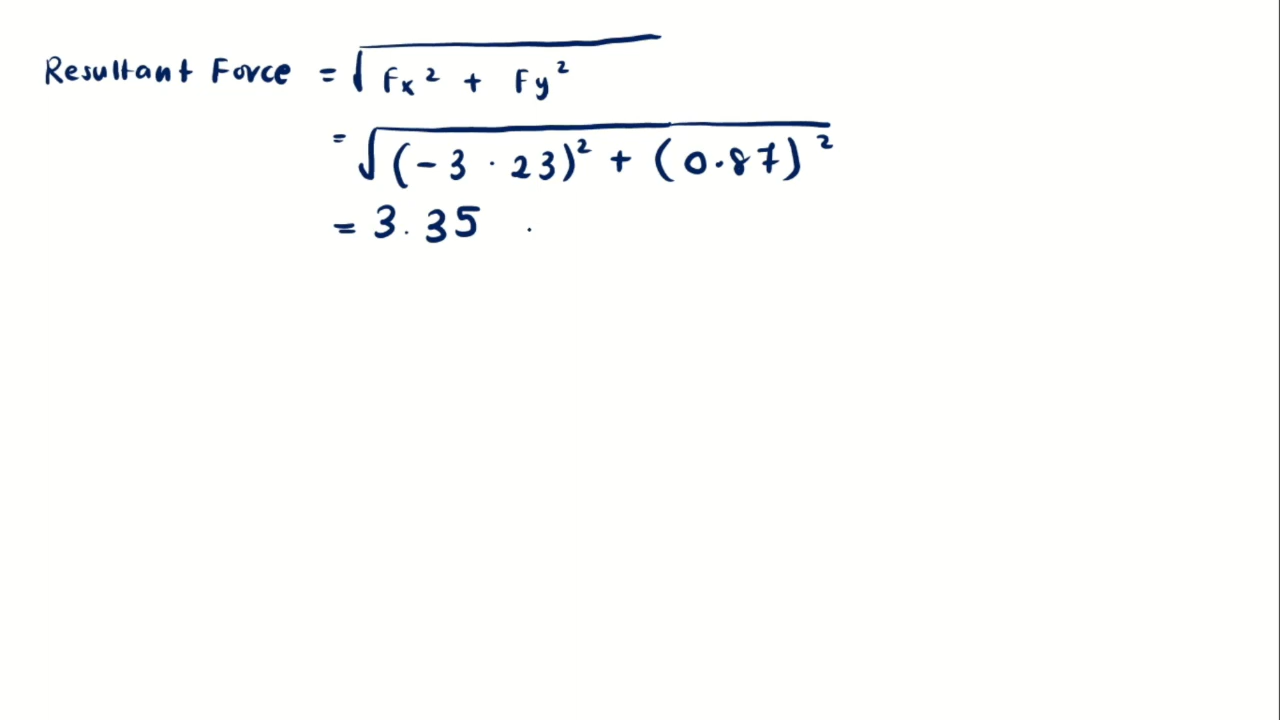 Resultant Force = √(Fx² + Fy²)
= √((-3·23)² + (0.87)²)
= 3.35